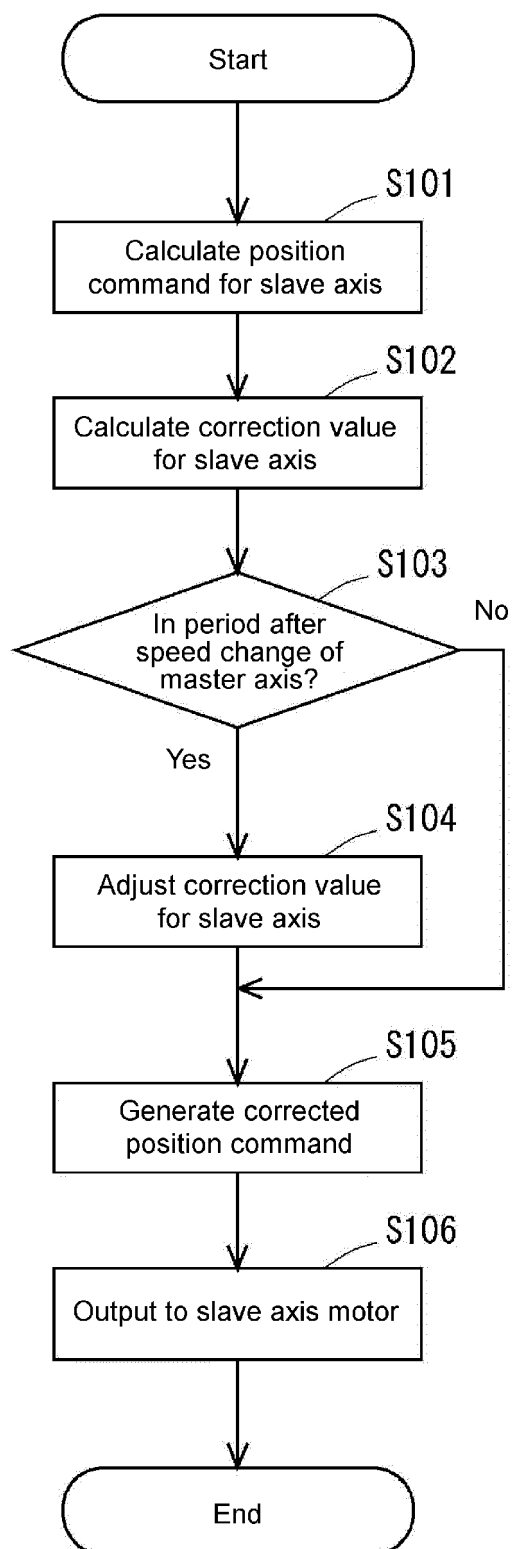 Start
S101
Calculate position
command for slave axis
S102
Calculate correction value
for slave axis
S103
In period after
speed change of
master axis?
No
Yes
S104
Adjust correction value
for slave axis
S105
Generate corrected
position command
S106
Output to slave axis motor
End